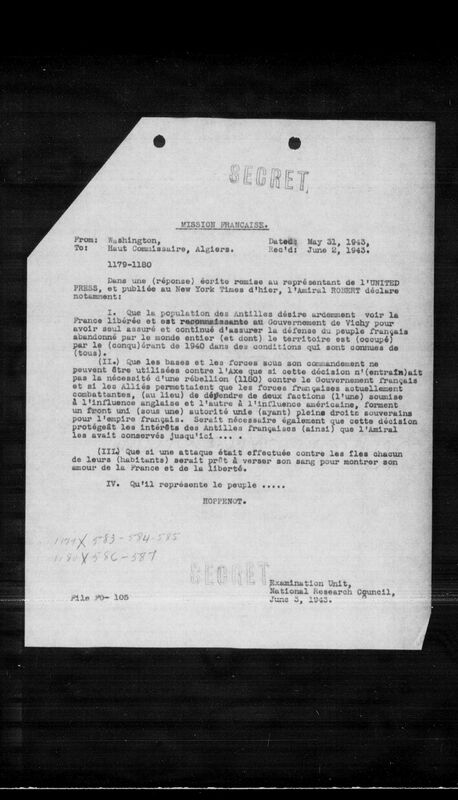 SECRET
MISSION FRANCAISE.
From: Washington, Dated: May 31, 1943,
To: Haut Commissaire, Algiers. Rec'd: June 2, 1943.
1179-1180
Dans une (réponse) écrite remise au représentant de l'UNITED
PRESS, et publiée au New York Times d'hier, l'Amiral ROBERT déclare
notamment:
I. Que la population des Antilles désire ardemment voir la
France libérée et est reconnaissante au Gouvernement de Vichy pour
avoir seul assuré et continué d'assurer la défense du peuple français
abandonné par le monde entier (et dont) le territoire est (occupé)
par le (conqu)érant de 1940 dans des conditions qui sont connues de
(tous).
(II.) Que les bases et les forces sous son commandement ne
peuvent être utilisées contre l'Axe que si cette décision n'(entraîn)ait
pas la nécessité d'une rébellion (1180) contre le Gouvernement français
et si les Alliés permettaient que les forces françaises actuellement
combattantes, (au lieu) de dépendre de deux factions (l'une) soumise
à l'influence anglaise et l'autre à l'influence américaine, forment
un front uni (sous une) autorité unie (ayant) pleins droits souverains
pour l'empire français. Serait nécessaire également que cette décision
protégeât les intérêts des Antilles françaises (ainsi) que l'Amiral
les avait conservés jusqu'ici ... .
(III.) Que si une attaque était effectuée contre les îles chacun
de leurs (habitants) serait prêt à verser son sang pour montrer son
amour de la France et de la liberté.
IV. Qu'il représente le peuple .....
HOPPENOT.
1179X 583-584-585
1180X 586-587
SECRET
Examination Unit,
National Research Council,
File FO- 105 June 3, 1943.